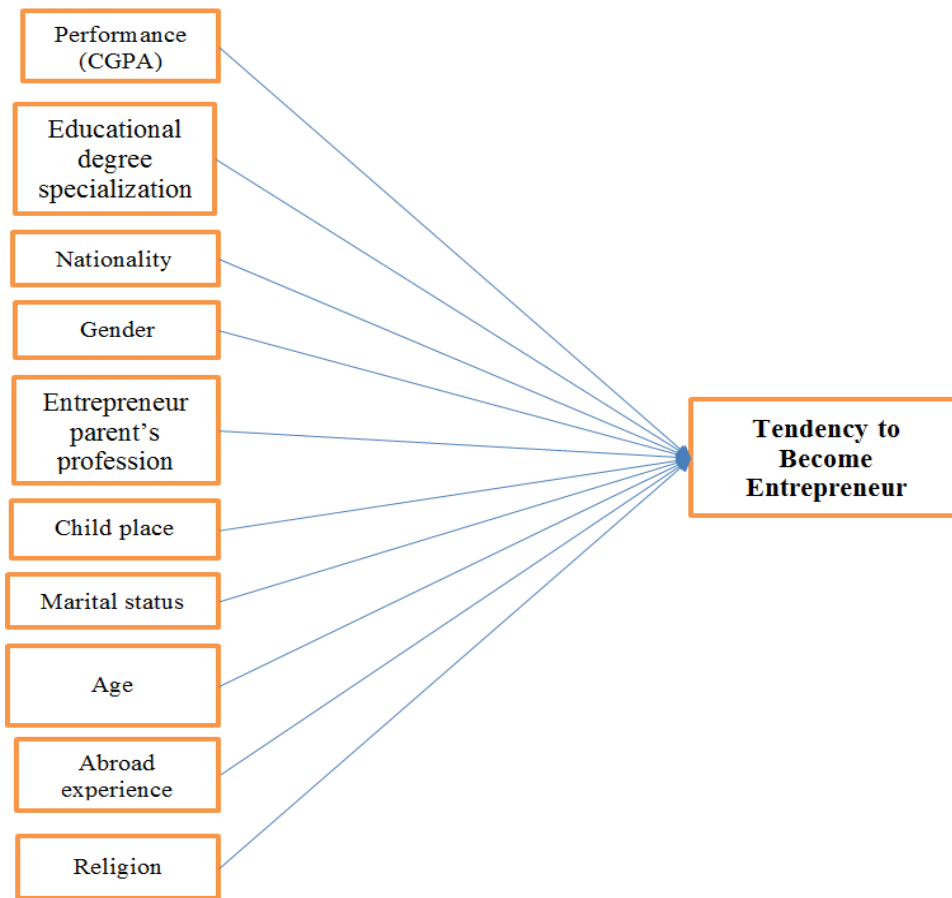 Performance
(CGPA)
Educational
degree
specialization
Nationality
Gender
Entrepreneur
parent's
profession
Child place
Marital status
Age
Abroad
experience
Religion
Tendency to
Become
Entrepreneur